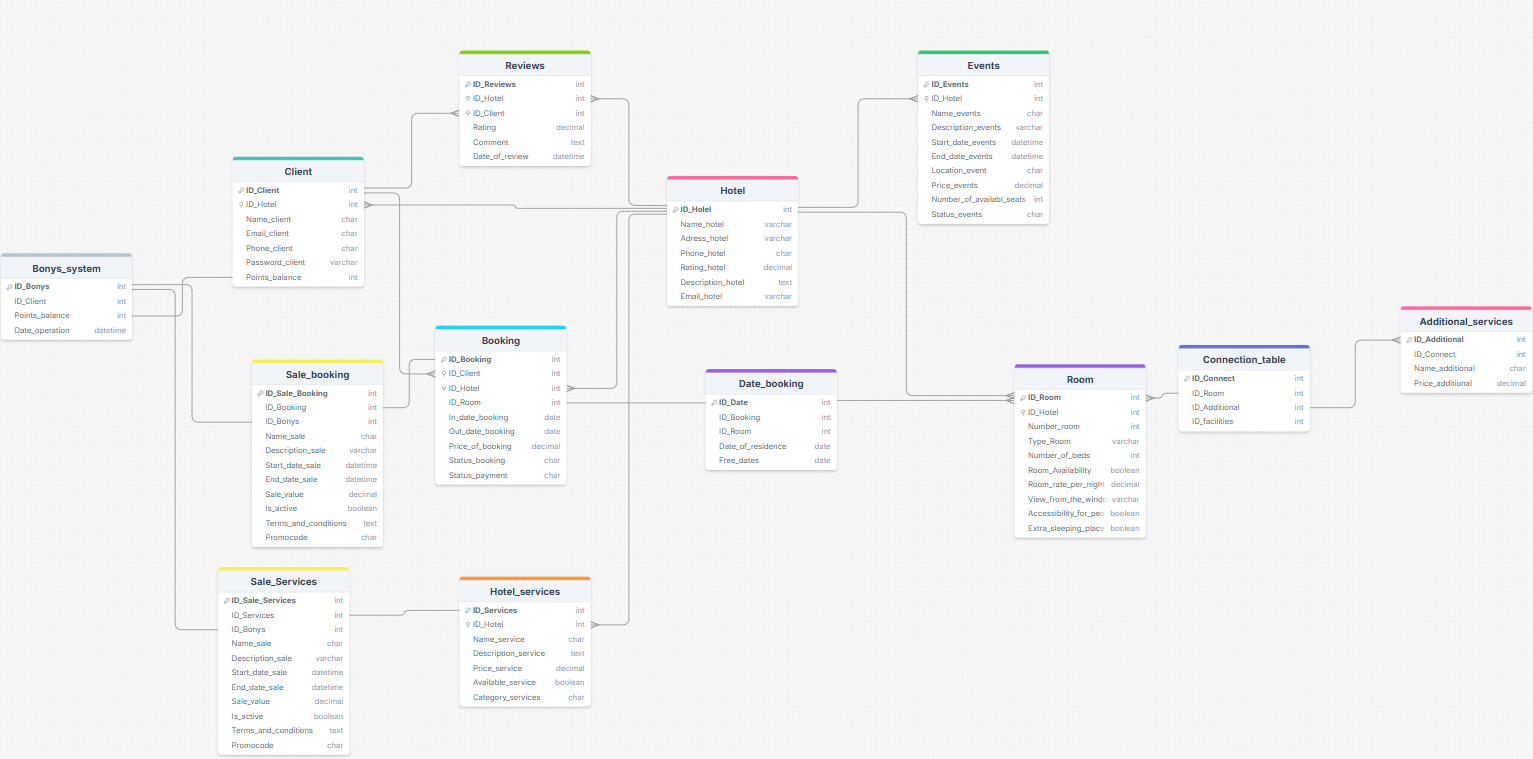 Reviews
ID_Reviews int
ID_Hotel int
ID_Client int
Rating decimal
Comment text
Date_of_review datetime
Events
ID_Events int
ID_Hotel int
Name_events char
Description_events varchar
Start_date_events datetime
End_date_events datetime
Location_event char
Price_events decimal
Number_of_availabl_seats int
Status_events char
Client
ID_Client int
ID_Hotel int
Name_client char
Email_client char
Phone_client char
Password_client varchar
Points_balance int
Hotel
ID_Holel int
Name_hotel varchar
Adress_hotel varchar
Phone_hotel char
Rating_hotel decimal
Description_hotel text
Email_hotel varchar
Bonys_system
ID_Bonys int
ID_Client int
Points_balance int
Date_operation datetime
Booking
ID_Booking int
ID_Client int
ID_Hotel int
ID_Room int
In_date_booking date
Out_date_booking date
Price_of_booking decimal
Status_booking char
Status_payment char
Additional_services
ID_Additional int
ID_Connect int
Name_additional char
Price_additional decimal
Connection_table
ID_Connect int
ID_Room int
ID_Additional int
ID_facilities int
Sale_booking
ID_Sale_Booking int
ID_Booking int
ID_Bonys int
Name_sale char
Description_sale varchar
Start_date_sale datetime
End_date_sale datetime
Sale_value decimal
Is_active boolean
Terms_and_conditions text
Promocode char
Date_booking
ID_Date int
ID_Booking int
ID_Room int
Date_of_residence date
Free_dates date
Room
ID_Room int
ID_Hotel int
Number_room int
Type_Room varchar
Number_of_beds int
Room_Availability boolean
Room_rate_per_night decimal
View_from_the_windo varchar
Accessibility_for_peo boolean
Extra_sleeping_place boolean
Sale_Services
ID_Sale_Services int
ID_Services int
ID_Bonys int
Name_sale char
Description_sale varchar
Start_date_sale datetime
End_date_sale datetime
Sale_value decimal
Is_active boolean
Terms_and_conditions text
Promocode char
Hotel_services
ID_Services int
ID_Hotel int
Name_service char
Description_service text
Price_service decimal
Available_service boolean
Category_services char